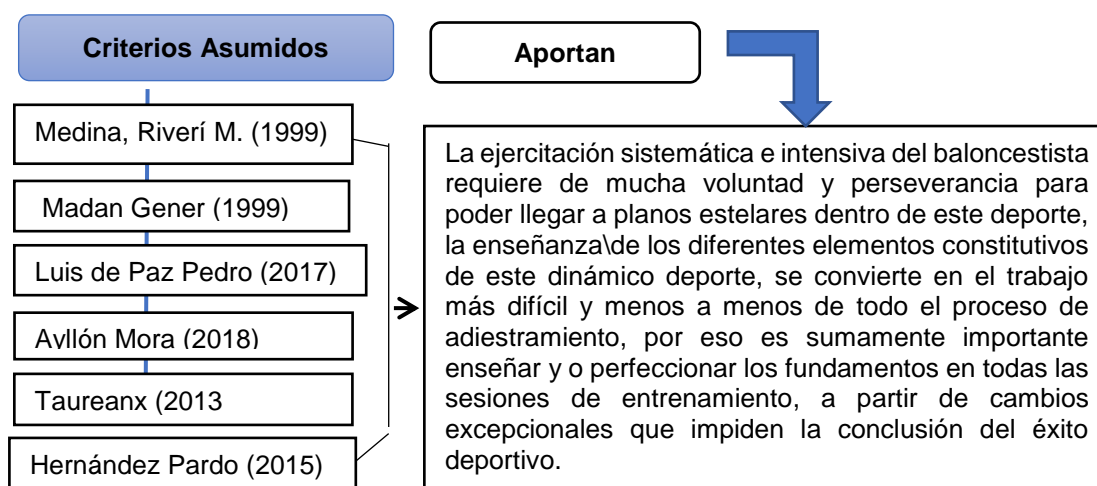 Criterios Asumidos
Aportan
Medina, Riverí M. (1999)
Madan Gener (1999)
Luis de Paz Pedro (2017)
Ayllón Mora (2018)
Taureanx (2013
Hernández Pardo (2015)
La ejercitación sistemática e intensiva del baloncestista
requiere de mucha voluntad y perseverancia para
poder llegar a planos estelares dentro de este deporte,
la enseñanza\de los diferentes elementos constitutivos
de este dinámico deporte, se convierte en el trabajo
más difícil y menos a menos de todo el proceso de
adiestramiento, por eso es sumamente importante
enseñar y o perfeccionar los fundamentos en todas las
sesiones de entrenamiento, a partir de cambios
excepcionales que impiden la conclusión del éxito
deportivo.